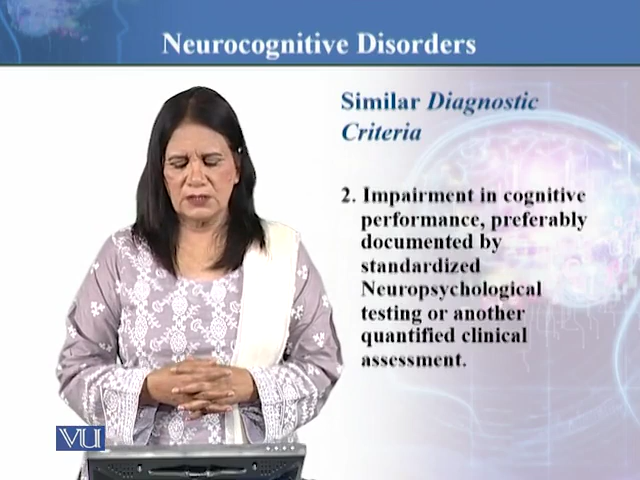 Neurocognitive Disorders
Similar Diagnostic
Criteria
2. Impairment in cognitive
performance, preferably
documented by
standardized
Neuropsychological
testing or another
quantified clinical
assessment.
VU